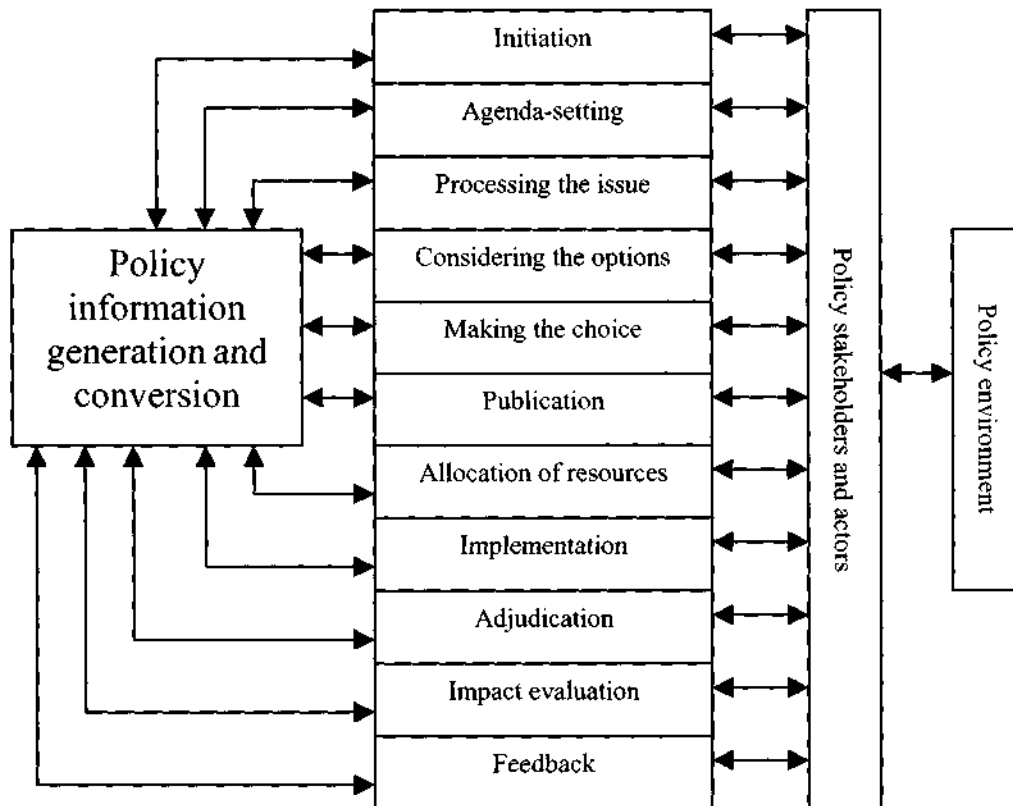 Initiation
Agenda-setting
Processing the issue
Considering the options
Making the choice
Publication
Allocation of resources
Implementation
Adjudication
Impact evaluation
Feedback
Policy
information
generation and
conversion
Policy stakeholders and actors
Policy environment